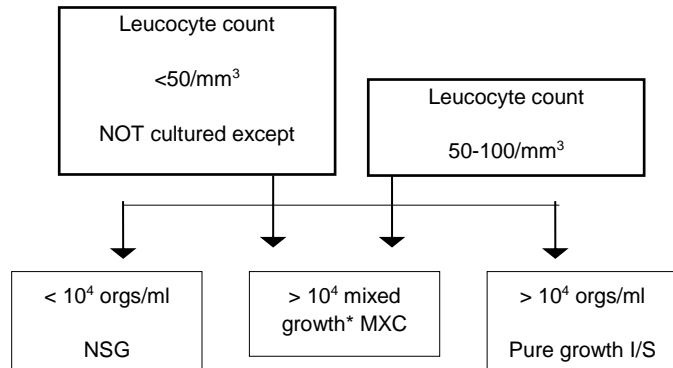 Leucocyte count
<50/mm³
NOT cultured except
Leucocyte count
50-100/mm³
< 10⁴ orgs/ml
NSG
> 10⁴ mixed
growth* MXC
> 10⁴ orgs/ml
Pure growth I/S